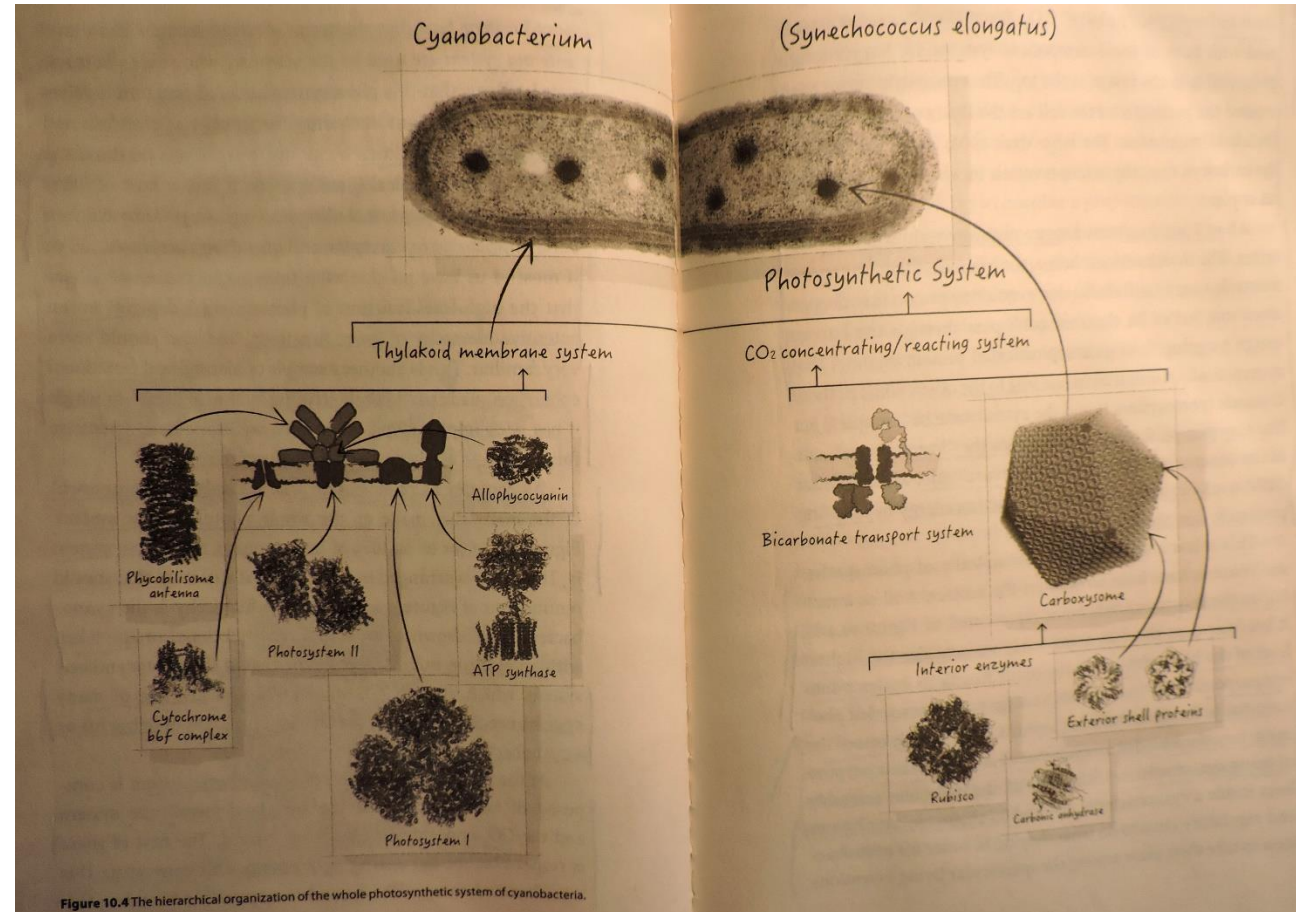 Cyanobacterium
(Synechococcus elongatus)
Photosynthetic System
Thylakoid membrane system
CO₂ concentrating/reacting system
Allophycocyanin
Phycobilisome
antenna
Photosystem II
ATP synthase
Cytochrome
b6f complex
Photosystem I
Bicarbonate transport system
Carboxysome
Interior enzymes
Exterior shell proteins
Rubisco
Carbonic anhydrase
Figure 10.4 The hierarchical organization of the whole photosynthetic system of cyanobacteria.